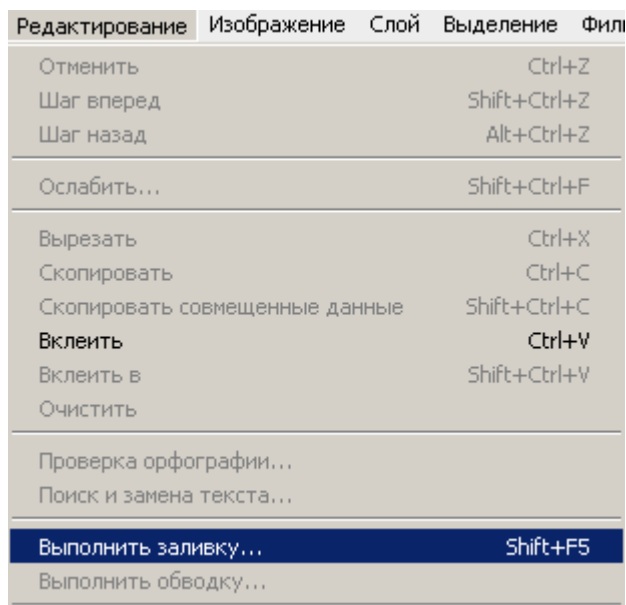 Редактирование Изображение Слой Выделение
Отменить Ctrl+Z
Шаг вперед Shift+Ctrl+Z
Шаг назад Alt+Ctrl+Z
Ослабить... Shift+Ctrl+F
Вырезать Ctrl+X
Скопировать Ctrl+C
Скопировать совмещенные данные Shift+Ctrl+C
Вклеить Ctrl+V
Вклеить в Shift+Ctrl+V
Очистить
Проверка орфографии...
Поиск и замена текста...
Выполнить заливку... Shift+F5
Выполнить обводку...